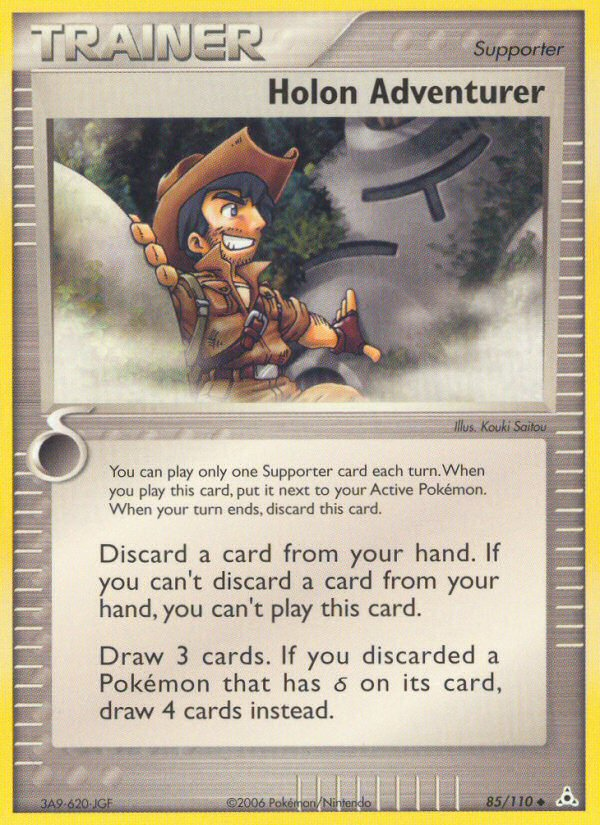 TRAINER
Supporter
Holon Adventurer
Illus. Kouki Saitou
δ
You can play only one Supporter card each turn. When
you play this card, put it next to your Active Pokémon.
When your turn ends, discard this card.
Discard a card from your hand. If
you can't discard a card from your
hand, you can't play this card.
Draw 3 cards. If you discarded a
Pokémon that has δ on its card,
draw 4 cards instead.
3A9-620-JGF
©2006 Pokémon/Nintendo
85/110 ◆